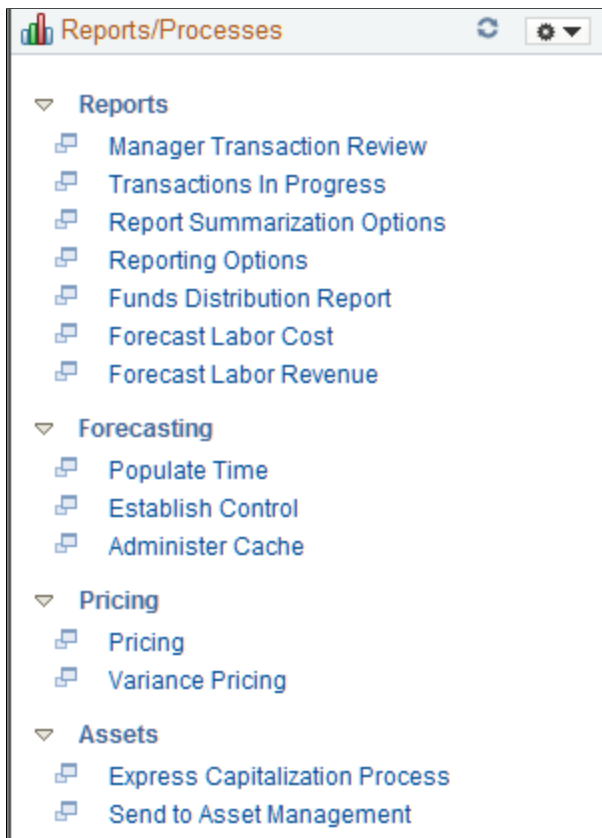 Reports/Processes
Reports
Manager Transaction Review
Transactions In Progress
Report Summarization Options
Reporting Options
Funds Distribution Report
Forecast Labor Cost
Forecast Labor Revenue
Forecasting
Populate Time
Establish Control
Administer Cache
Pricing
Pricing
Variance Pricing
Assets
Express Capitalization Process
Send to Asset Management